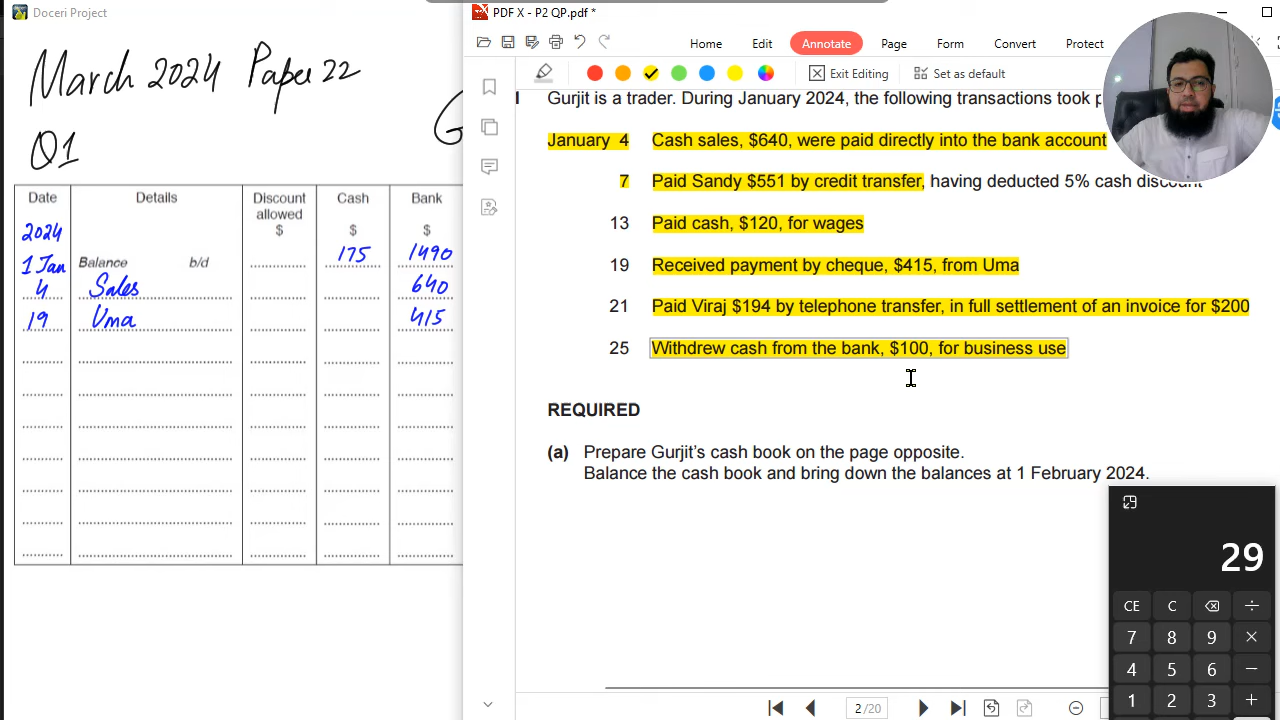 Doceri Project
March 2024 Paper 22
Q1
Date Details Discount allowed $ Cash $ Bank $
2024
1 Jan Balance b/d 175 1490
4 Sales 640
19 Uma 415
PDF X - P2 QP.pdf *
Home Edit Annotate Page Form Convert Protect
Exit Editing Set as default
Gurjit is a trader. During January 2024, the following transactions took
January 4 Cash sales, $640, were paid directly into the bank account
7 Paid Sandy $551 by credit transfer, having deducted 5% cash discount
13 Paid cash, $120, for wages
19 Received payment by cheque, $415, from Uma
21 Paid Viraj $194 by telephone transfer, in full settlement of an invoice for $200
25 Withdrew cash from the bank, $100, for business use
REQUIRED
(a) Prepare Gurjit's cash book on the page opposite.
Balance the cash book and bring down the balances at 1 February 2024.
2 /20
29
CE C ⌫ ÷
7 8 9 ×
4 5 6 −
1 2 3 +